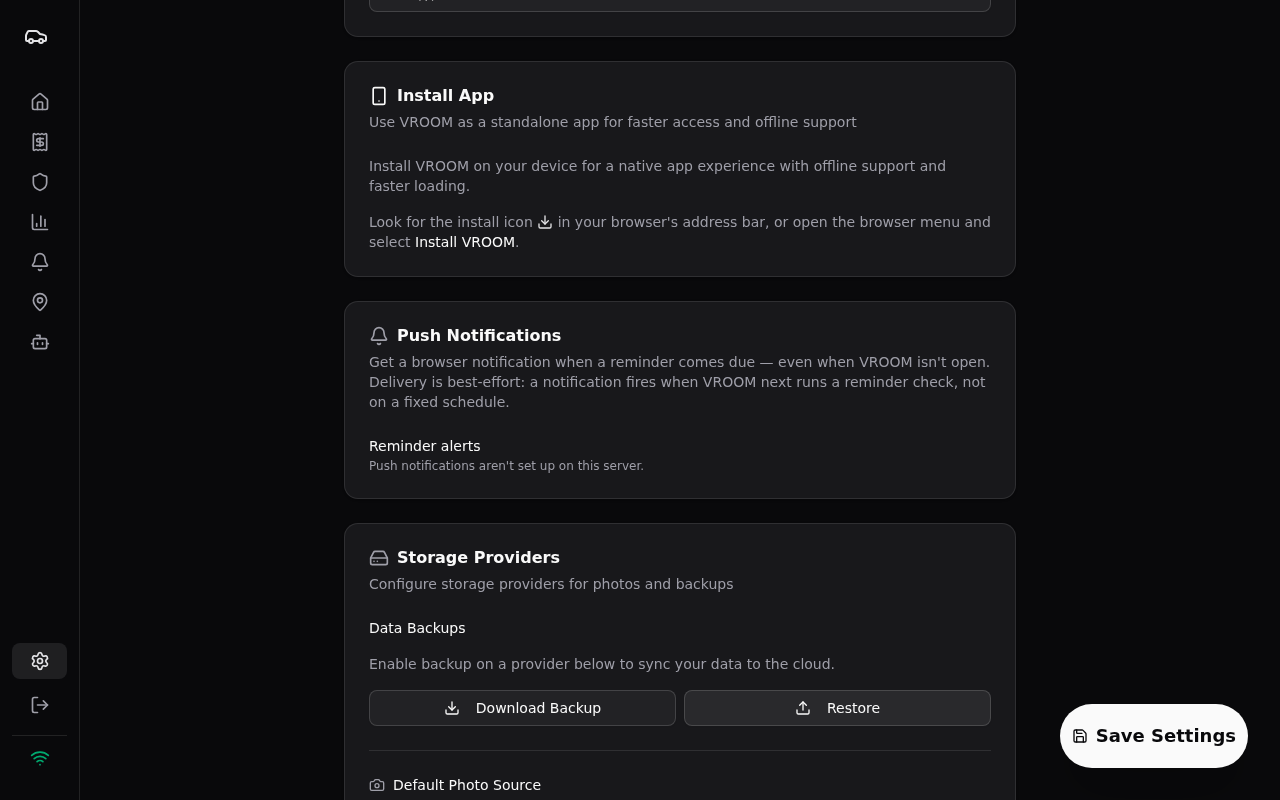 Install App
Use VROOM as a standalone app for faster access and offline support
Install VROOM on your device for a native app experience with offline support and
faster loading.
Look for the install icon in your browser's address bar, or open the browser menu and
select Install VROOM.
Push Notifications
Get a browser notification when a reminder comes due — even when VROOM isn't open.
Delivery is best-effort: a notification fires when VROOM next runs a reminder check, not
on a fixed schedule.
Reminder alerts
Push notifications aren't set up on this server.
Storage Providers
Configure storage providers for photos and backups
Data Backups
Enable backup on a provider below to sync your data to the cloud.
Download Backup
Restore
Save Settings
Default Photo Source